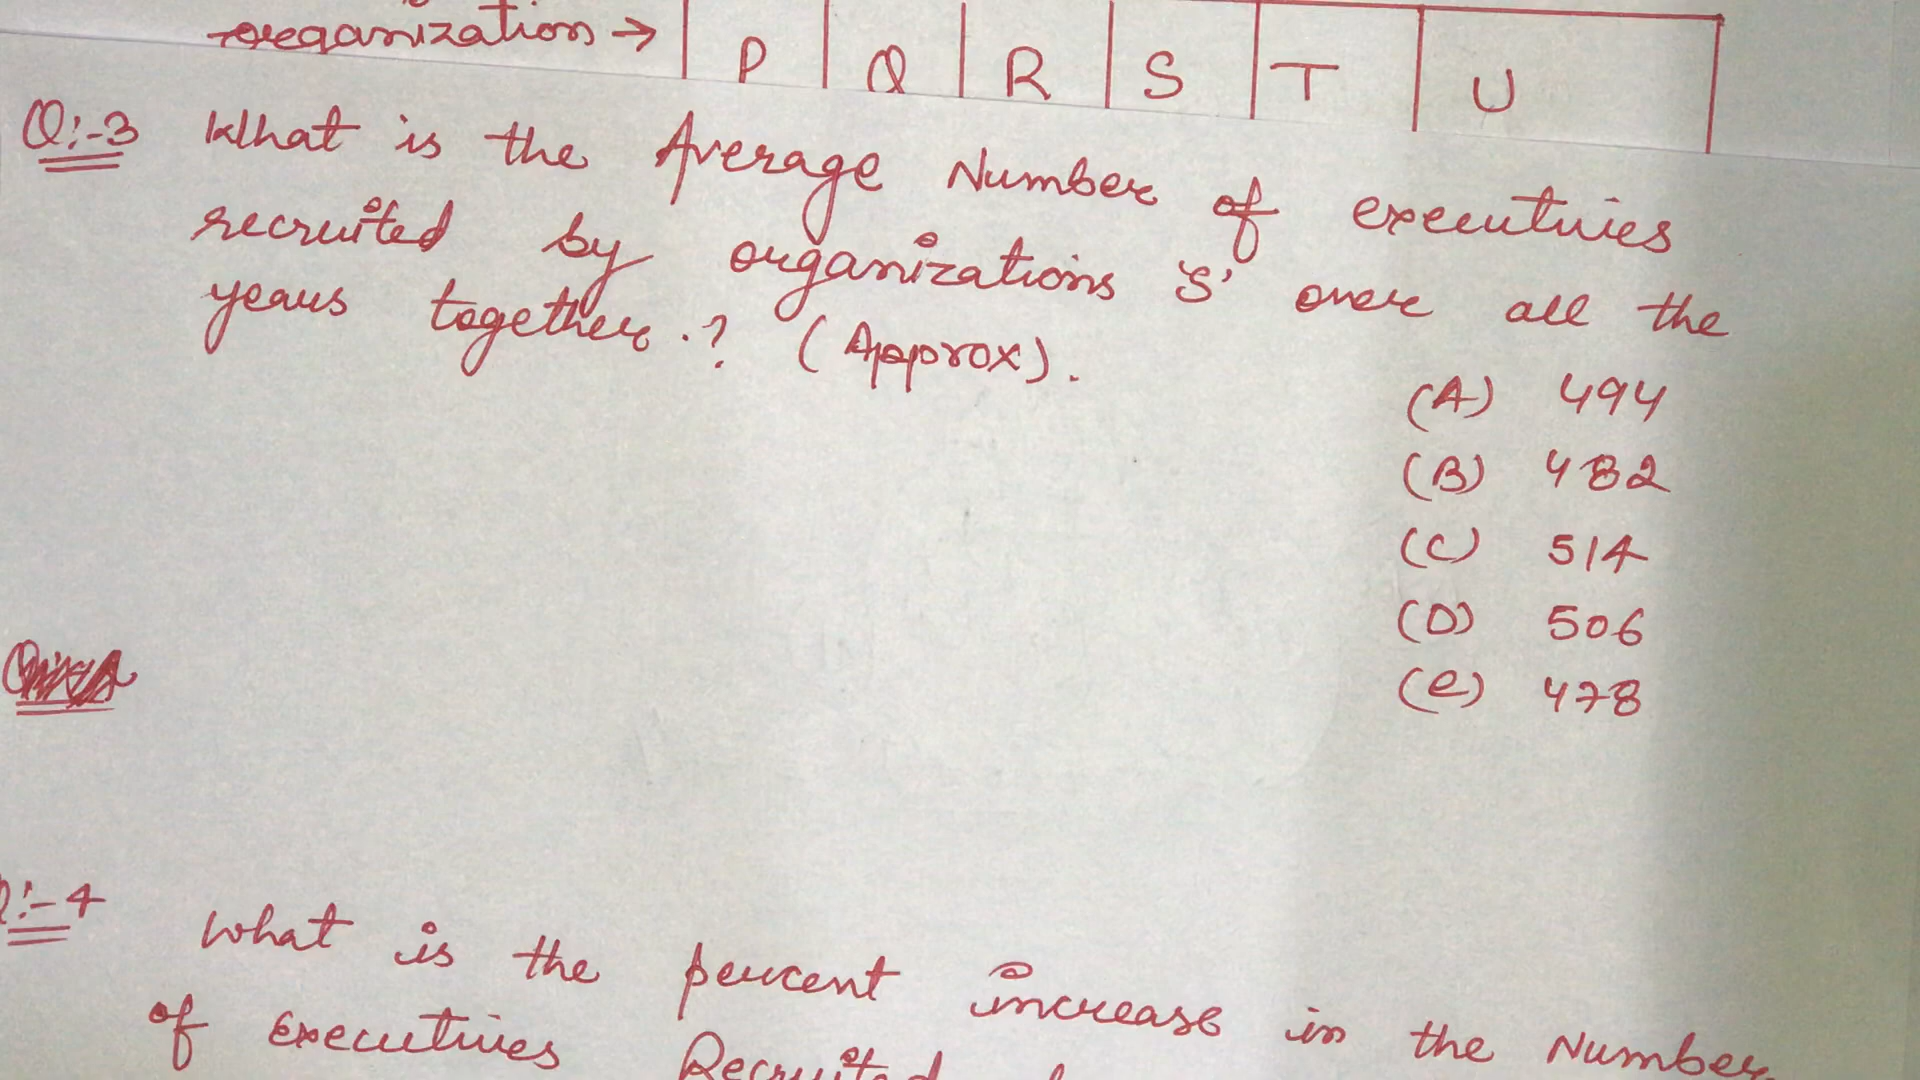 organization → P Q R S T U
Q:-3 What is the Average Number of executives
recruited by organizations 'S' over all the
years together.? (Approx).
(A) 494
(B) 482
(C) 514
(D) 506
(e) 478
Q:-4 What is the percent increase in the Number
of Executives Recruited